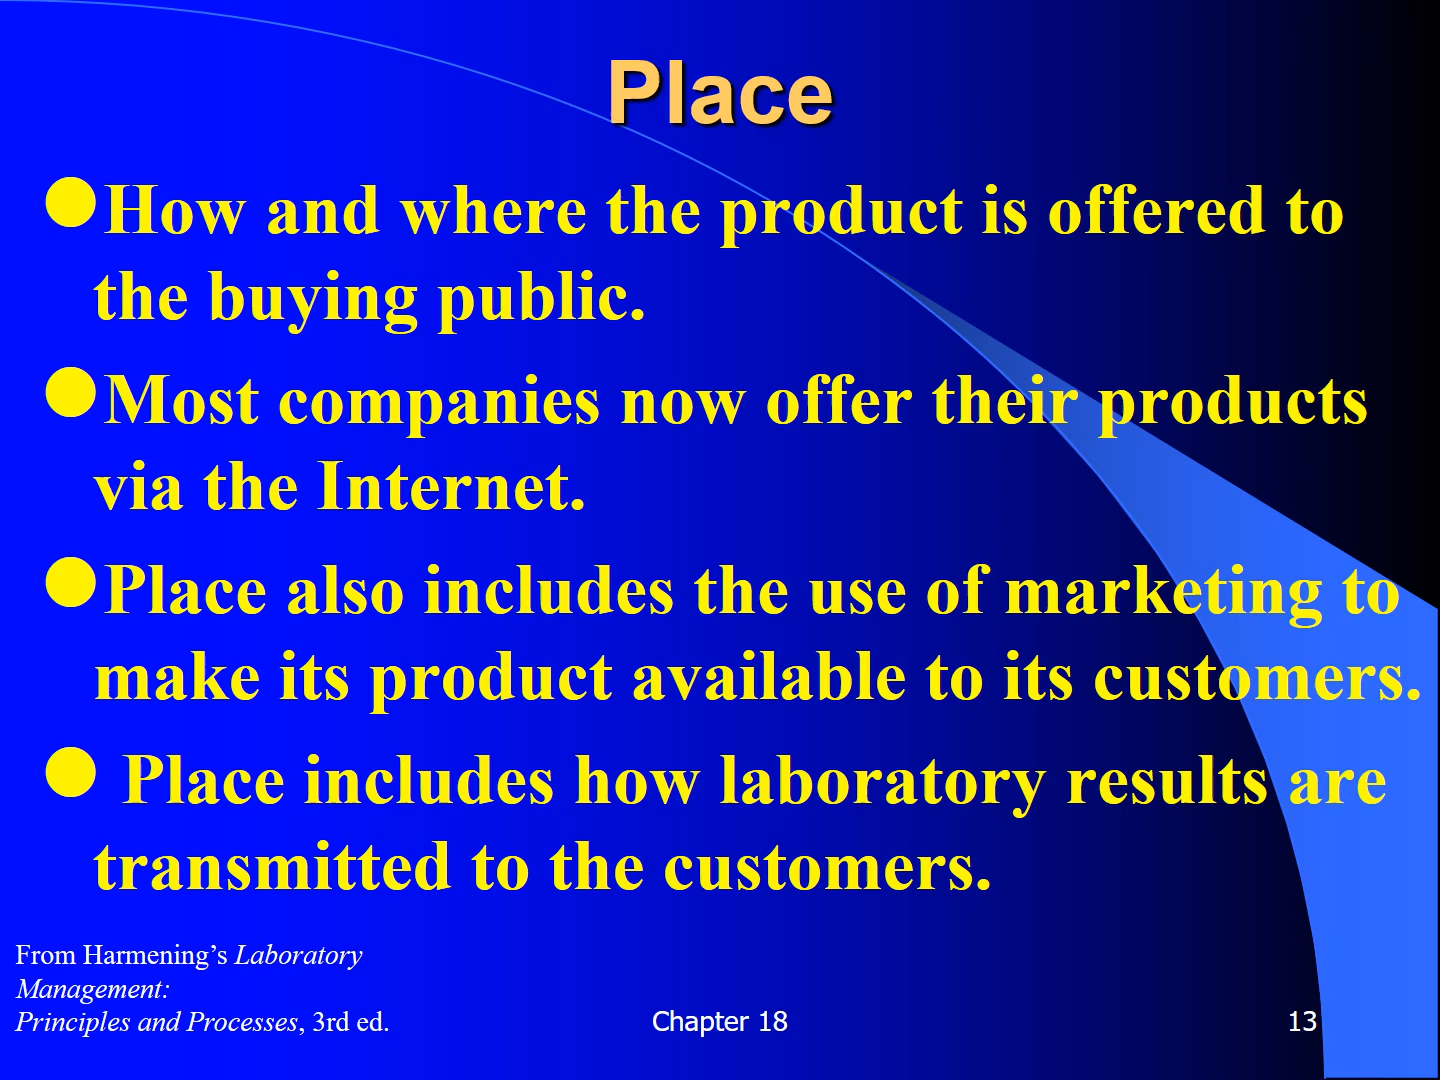 Place
●How and where the product is offered to
the buying public.
●Most companies now offer their products
via the Internet.
●Place also includes the use of marketing to
make its product available to its customers.
● Place includes how laboratory results are
transmitted to the customers.
From Harmening’s Laboratory
Management:
Principles and Processes, 3rd ed.
Chapter 18
13